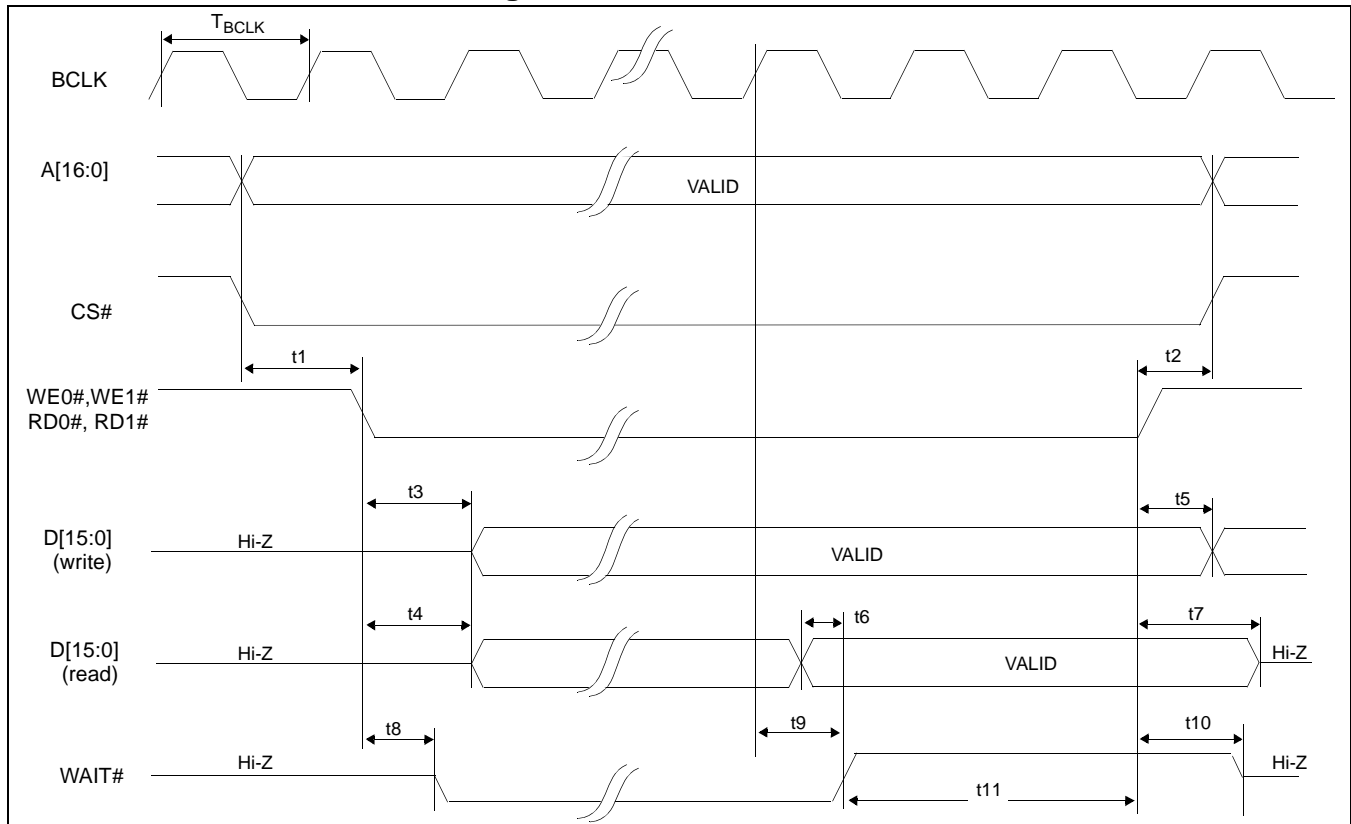 T_BCLK
BCLK
A[16:0]
VALID
CS#
t1
t2
WE0#,WE1#
RD0#, RD1#
t3
t5
D[15:0]
(write)
Hi-Z
VALID
t4
t6
t7
D[15:0]
(read)
Hi-Z
VALID
Hi-Z
t8
t9
t10
WAIT#
Hi-Z
Hi-Z
t11